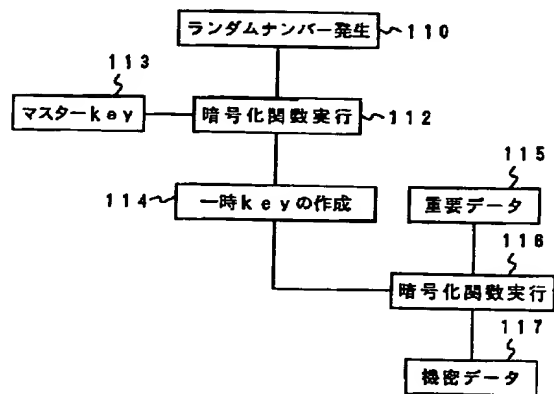 ランダムナンバー発生 110
113
マスターkey 暗号化関数実行 112
115
114 一時keyの作成 重要データ
116
暗号化関数実行
117
機密データ